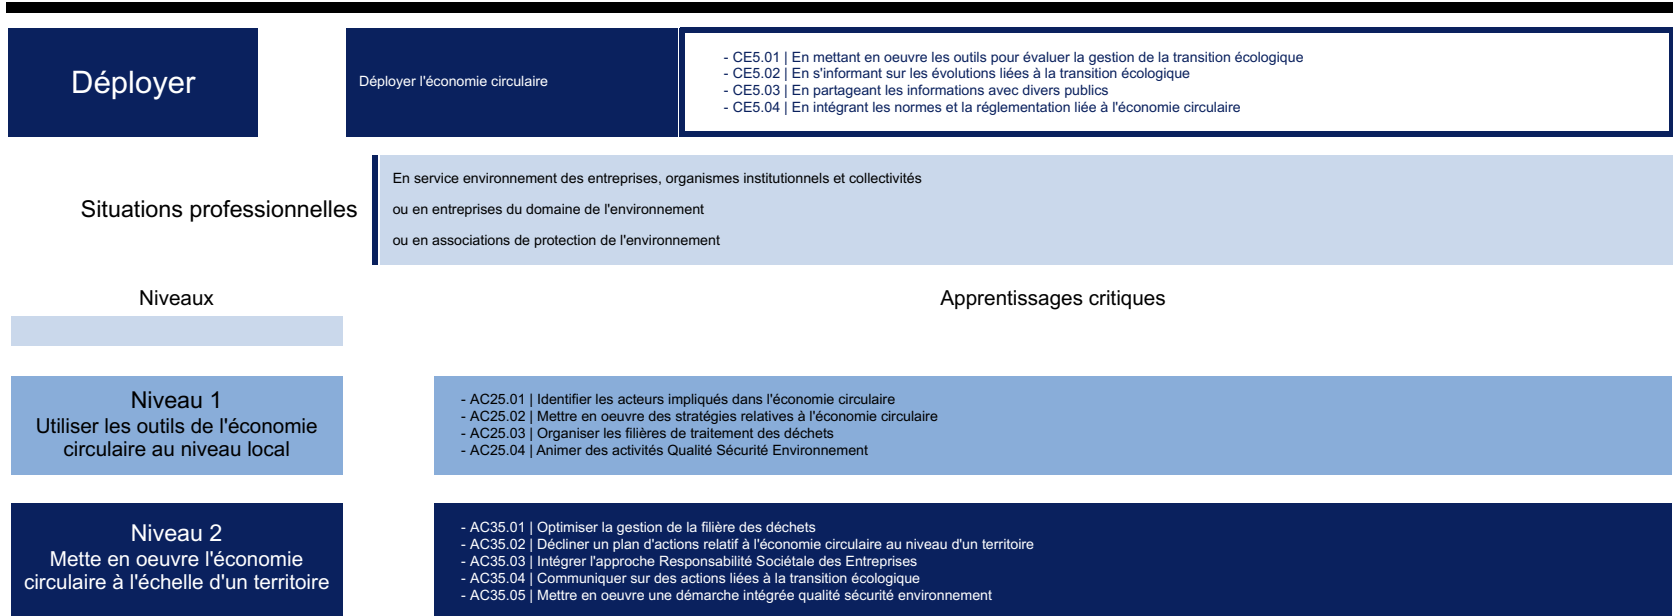 Déployer
Déployer l'économie circulaire
- CE5.01 | En mettant en oeuvre les outils pour évaluer la gestion de la transition écologique
- CE5.02 | En s'informant sur les évolutions liées à la transition écologique
- CE5.03 | En partageant les informations avec divers publics
- CE5.04 | En intégrant les normes et la réglementation liée à l'économie circulaire
Situations professionnelles
En service environnement des entreprises, organismes institutionnels et collectivités
ou en entreprises du domaine de l'environnement
ou en associations de protection de l'environnement
Niveaux
Apprentissages critiques
Niveau 1
Utiliser les outils de l'économie
circulaire au niveau local
- AC25.01 | Identifier les acteurs impliqués dans l'économie circulaire
- AC25.02 | Mettre en oeuvre des stratégies relatives à l'économie circulaire
- AC25.03 | Organiser les filières de traitement des déchets
- AC25.04 | Animer des activités Qualité Sécurité Environnement
Niveau 2
Mette en oeuvre l'économie
circulaire à l'échelle d'un territoire
- AC35.01 | Optimiser la gestion de la filière des déchets
- AC35.02 | Décliner un plan d'actions relatif à l'économie circulaire au niveau d'un territoire
- AC35.03 | Intégrer l'approche Responsabilité Sociétale des Entreprises
- AC35.04 | Communiquer sur des actions liées à la transition écologique
- AC35.05 | Mettre en oeuvre une démarche intégrée qualité sécurité environnement